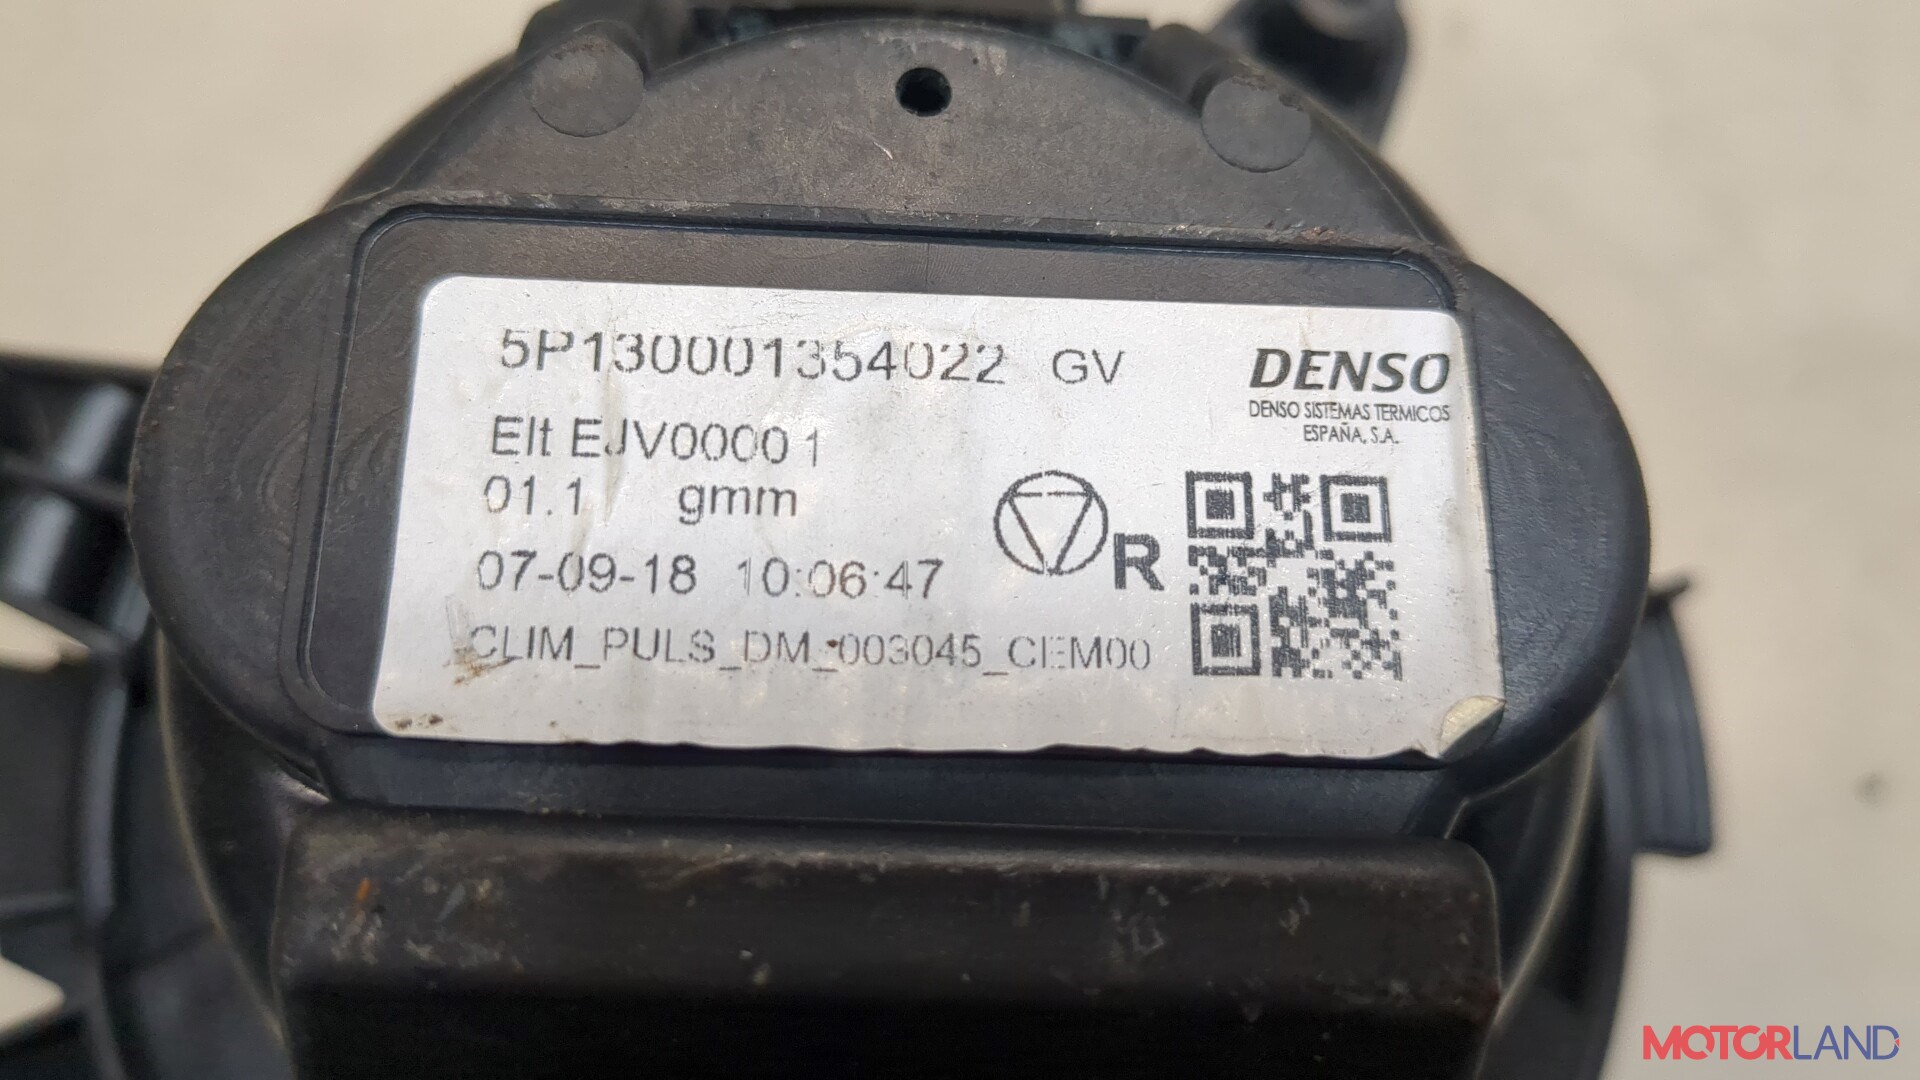 5P130001354022 GV
DENSO
DENSO SISTEMAS TERMICOS
ESPAÑA, S.A.
Elt EJV00001
01.1 gmm
R
07-09-18 10:06:47
CLIM_PULS_DM_003045_CEM00
MOTORLAND